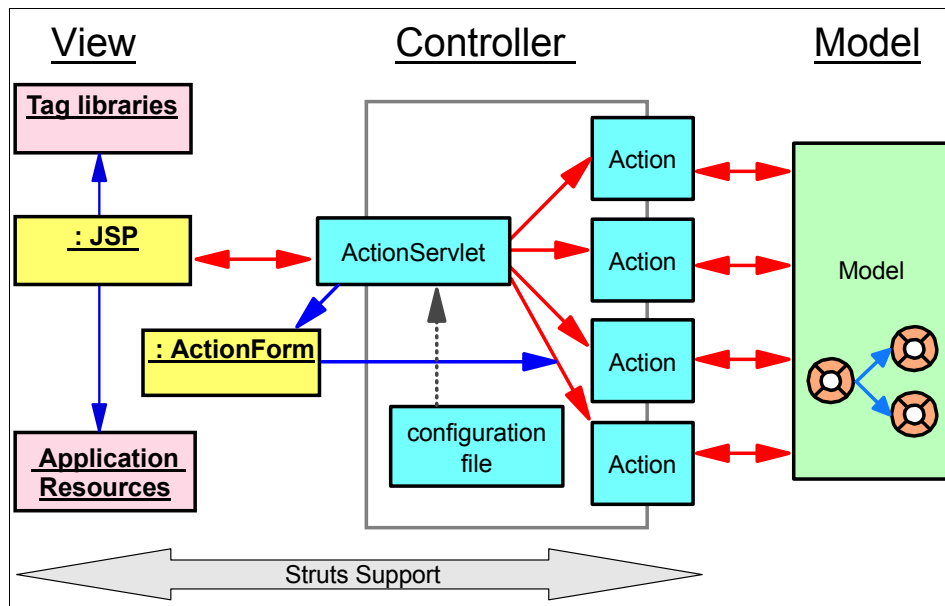 View
Controller
Model
Tag libraries
: JSP
: ActionForm
Application
Resources
ActionServlet
configuration
file
Action
Action
Action
Action
Model
Struts Support